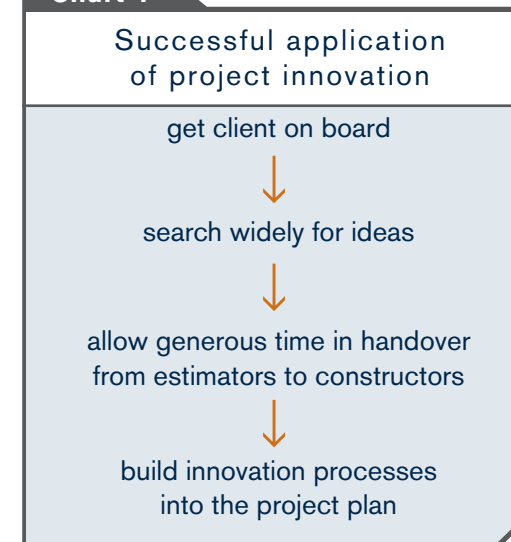 Successful application
of project innovation
get client on board
search widely for ideas
allow generous time in handover
from estimators to constructors
build innovation processes
into the project plan